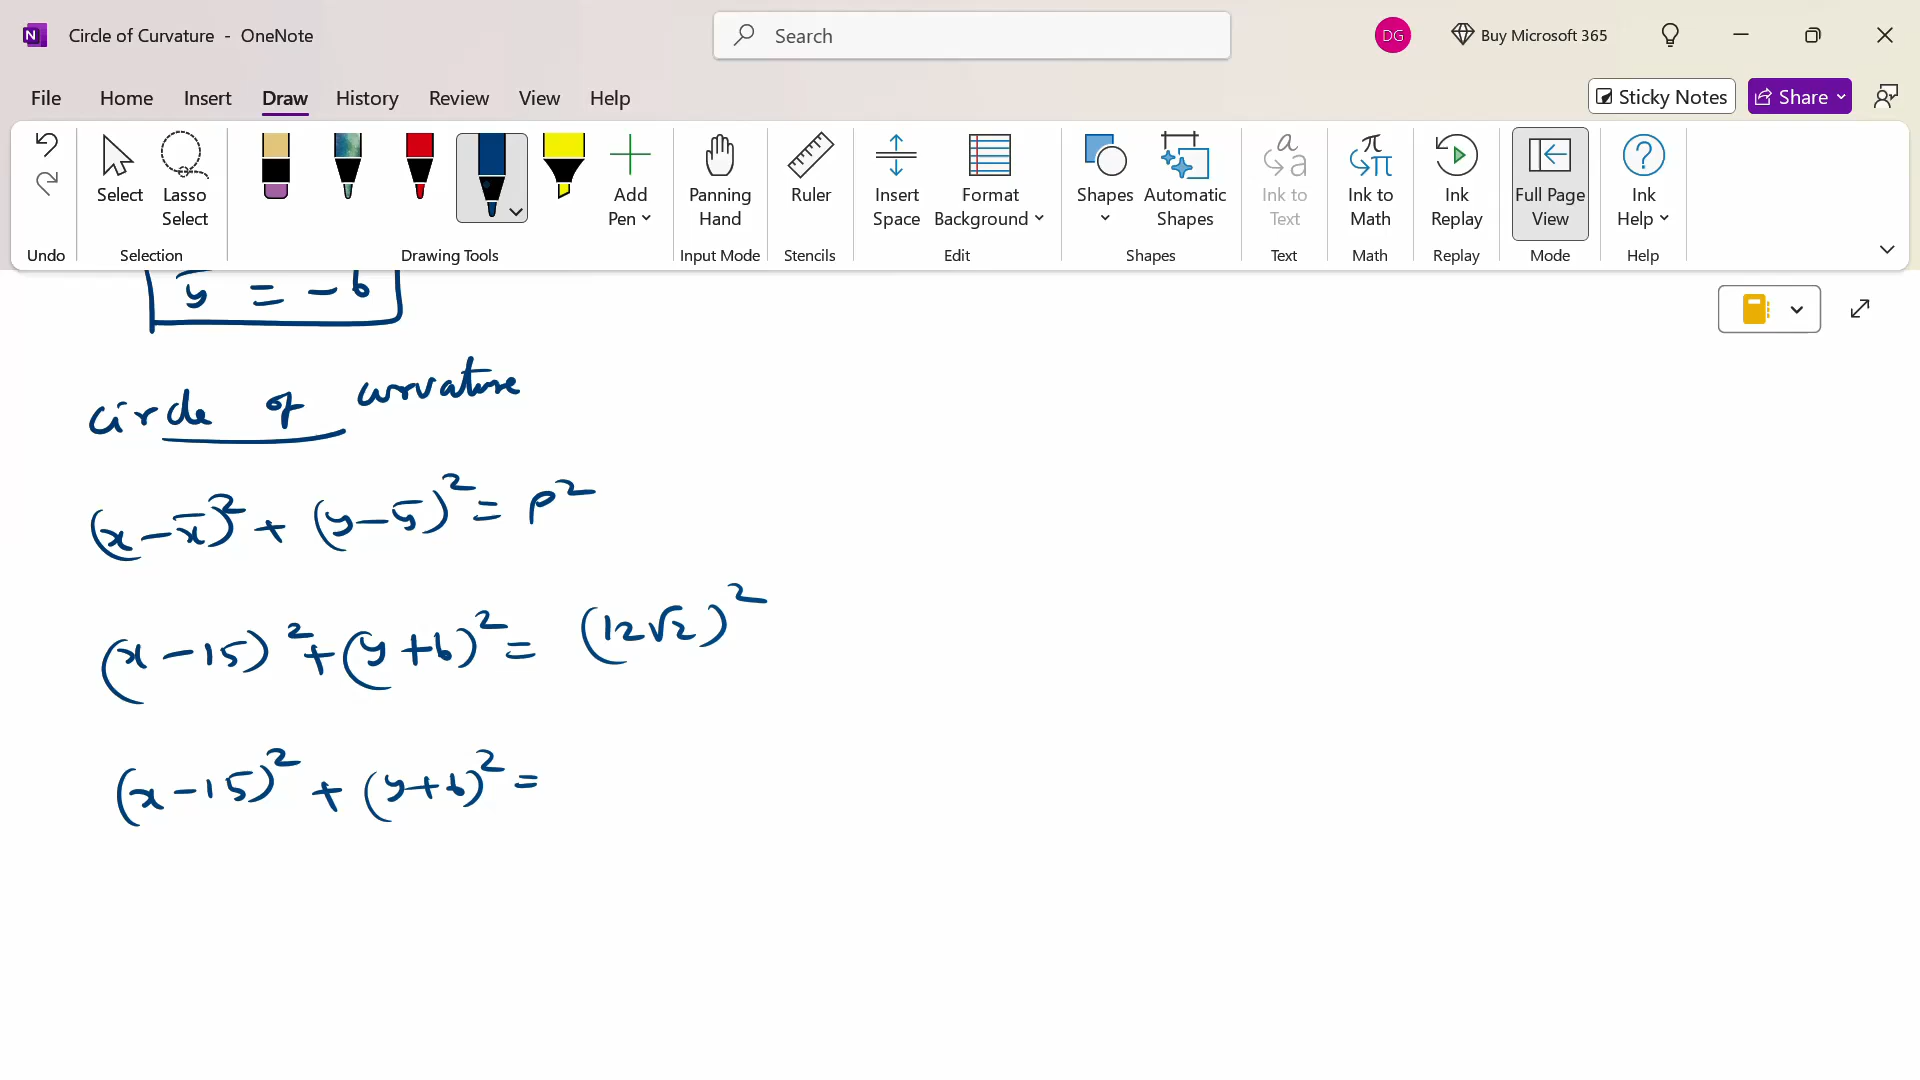 Circle of Curvature - OneNote
Search
DG
Buy Microsoft 365
File Home Insert Draw History Review View Help
Sticky Notes
Share
Select
Lasso Select
Add Pen
Panning Hand
Ruler
Insert Space
Format Background
Shapes
Automatic Shapes
Ink to Text
Ink to Math
Ink Replay
Full Page View
Ink Help
Undo Selection Drawing Tools Input Mode Stencils Edit Shapes Text Math Replay Mode Help
y̅ = -6
circle of curvature
(x-x̅)² + (y-y̅)² = ρ²
(x-15)² + (y+6)² = (12√2)²
(x-15)² + (y+6)² =